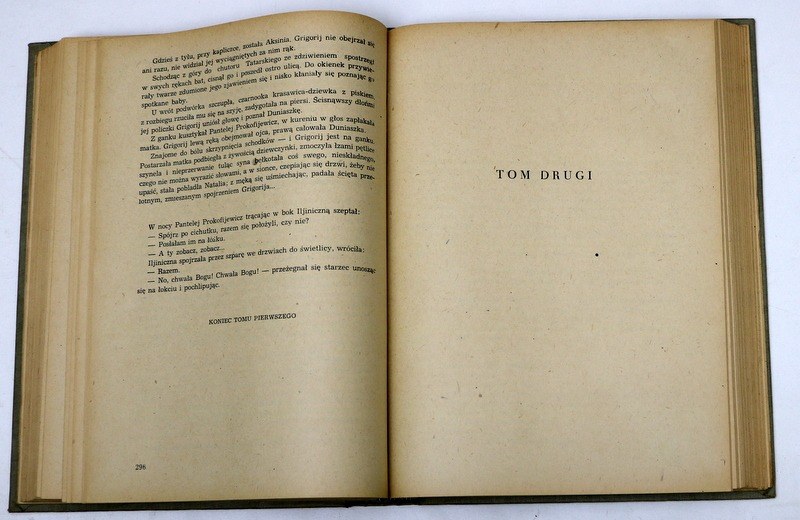 Gdzieś z tyłu, przy kapliczce, została Aksinia. Grigorij nie obejrzał się
ani razu, nie widział jej wyciągniętych za nim rąk.
Schodząc z góry do chutoru Tatarskiego ze zdziwieniem spostrzegł
w swych rękach bat, cisnął go i poszedł ostro ulicą. Do okienek przywie-
rały twarze zdumione jego zjawieniem się i nisko kłaniały się poznając go
spotkane baby.
U wrót podwórka szczupła, czarnooka krasawica-dziewka z piskiem,
z rozbiegu rzuciła mu się na szyję, zadygotała na piersi. Ścisnąwszy dłońmi
jej policzki Grigorij uniósł głowę i poznał Duniaszkę.
Z ganku kusztykał Pantelej Prokofijewicz, w kureniu w głos zapłakała
matka. Grigorij lewą ręką obejmował ojca, prawą całowała Duniaszka.
Znajome do bólu skrzypnięcia schodków — i Grigorij jest na ganku.
Postarzała matka podbiegła z żywością dziewczynki, zmoczyła łzami pętlice
szynela i nieprzerwanie tuląc syna bełkotała coś swego, nieskładnego,
czego nie można wyrazić słowami, a w sionce, czepiając się drzwi, żeby nie
upaść, stała pobladła Natalia; z męką się uśmiechając, padała ścięta prze-
lotnym, zmieszanym spojrzeniem Grigorija...
W nocy Pantelej Prokofijewicz trącając w bok Iljiniczną szeptał:
— Spójrz po cichutku, razem się położyli, czy nie?
— Posłałam im na łóżku.
— A ty zobacz, zobacz...
Iljiniczna spojrzała przez szparę we drzwiach do świetlicy, wróciła:
— Razem.
— No, chwała Bogu! Chwała Bogu! — przeżegnał się starzec unosząc
się na łokciu i pochlipując.
KONIEC TOMU PIERWSZEGO
296
TOM DRUGI